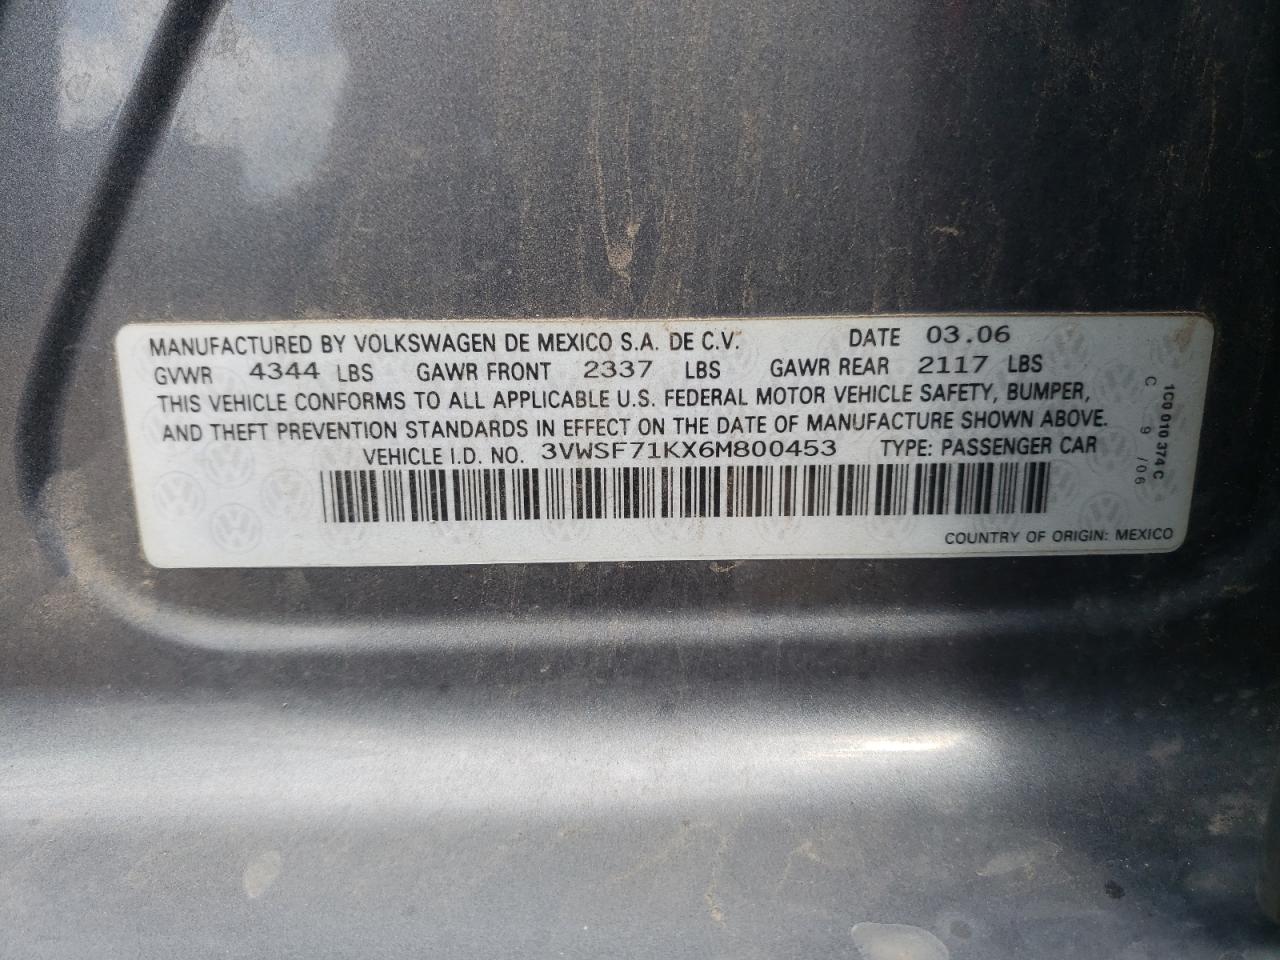 MANUFACTURED BY VOLKSWAGEN DE MEXICO S.A. DE C.V. DATE 03.06
GVWR 4344 LBS GAWR FRONT 2337 LBS GAWR REAR 2117 LBS
THIS VEHICLE CONFORMS TO ALL APPLICABLE U.S. FEDERAL MOTOR VEHICLE SAFETY, BUMPER,
AND THEFT PREVENTION STANDARDS IN EFFECT ON THE DATE OF MANUFACTURE SHOWN ABOVE.
VEHICLE I.D. NO. 3VWSF71KX6M800453 TYPE: PASSENGER CAR
COUNTRY OF ORIGIN: MEXICO
1C0 010 374 C
C 9 /06